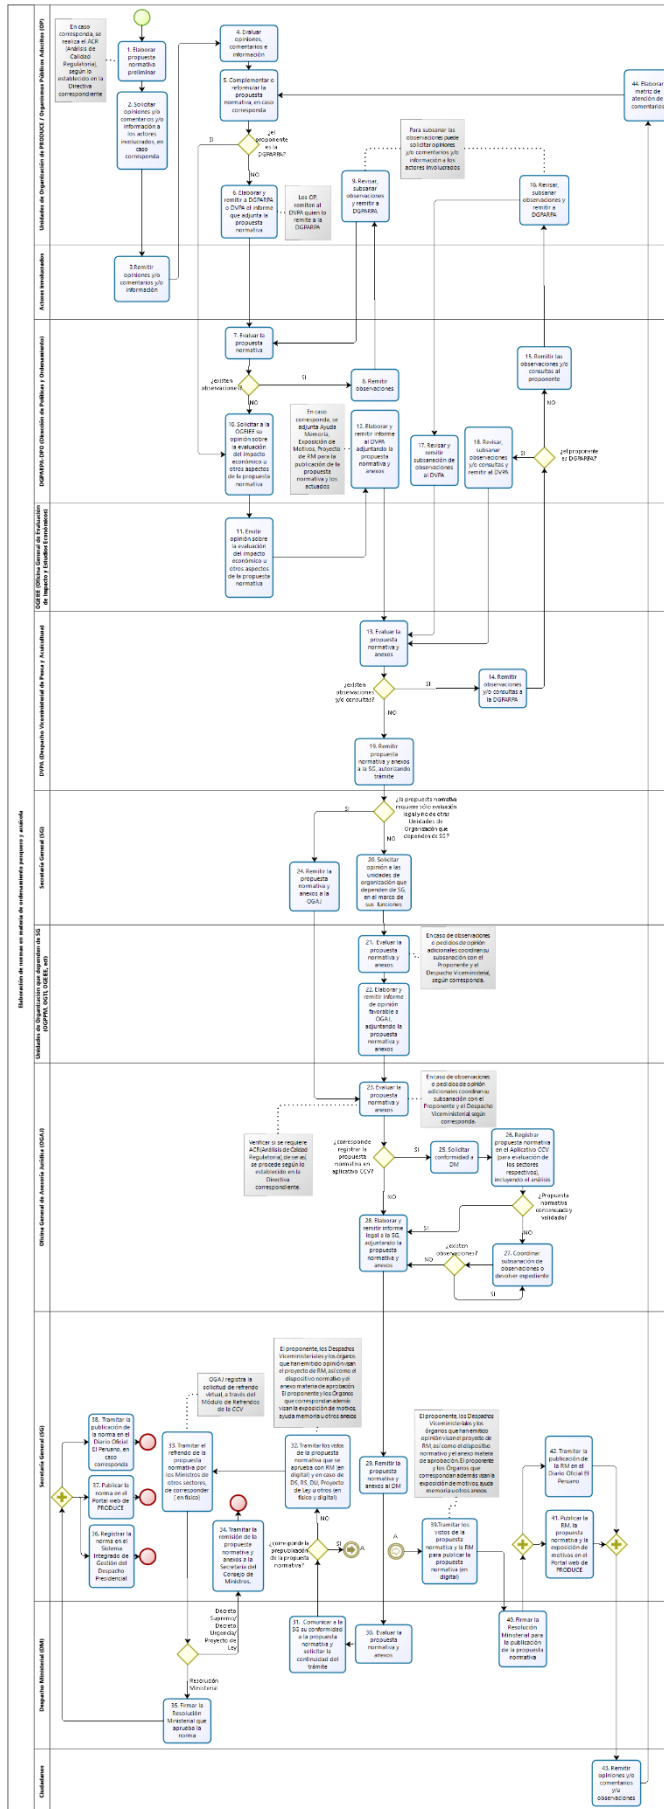 Elaboración de normas en materia de ordenamiento pesquero y acuícola
Unidades de Organización de PRODUCE / Organismos Públicos Adscritos (OP)
En caso
corresponda, se
realiza el ACR
(Análisis de
Calidad
Regulatoria),
según lo
establecido en la
Directiva
correspondiente
1. Elaborar
propuesta
normativa
preliminar
2. Solicitar
opiniones y/o
comentarios y/o
información a
los actores
involucrados, en
caso corresponda
4. Evaluar
opiniones,
comentarios e
información
5. Complementar o
reformular la
propuesta
normativa, en caso
corresponda
¿el
proponente
es la
DGPARPA?
SI
NO
6. Elaborar y
remitir a DGPARPA
o DVPA el informe
que adjunta la
propuesta
normativa
Los OP,
remiten al
DVPA quien lo
remite a la
DGPARPA
9. Revisar,
subsanar
observaciones
y remitir a
DGPARPA
Para subsanar las
observaciones puede
solicitar opiniones
y/o comentarios y/o
información a los
actores involucrados
16. Revisar,
subsanar
observaciones y
remitir a
DGPARPA
44. Elaborar
matriz de
atención de
comentarios
Actores Involucrados
3.Remitir
opiniones y/o
comentarios y/o
información
DGPARPA- DPO (Dirección de Políticas y Ordenamiento)
7. Evaluar la
propuesta
normativa
¿existen
observaciones?
SI
NO
8. Remitir
observaciones
10. Solicitar a la
OGEIEE su
opinión sobre
la evaluación
del impacto
económico u
otros aspectos de
la propuesta
normativa
En caso
corresponda, se
adjunta Ayuda
Memoria,
Exposición de
Motivos, Proyecto
de RM para la
publicación de la
propuesta
normativa y los
actuados
12. Elaborar y
remitir informe
al DVPA
adjuntando la
propuesta
normativa y
anexos
17. Revisar y
remitir
subsanación de
observaciones
al DVPA
18. Revisar,
subsanar
observaciones
y/o consultas y
remitir al DVPA
SI
¿el proponente
es DGPARPA?
NO
15. Remitir las
observaciones y/o
consultas al
proponente
OGEIEE (Oficina General de Evaluación
de Impacto y Estudios Económicos)
11. Emitir
opinión sobre
la evaluación
del impacto
económico u
otros aspectos
de la propuesta
normativa
DVPA (Despacho Viceministerial de Pesca y Acuicultura)
13. Evaluar la
propuesta
normativa y
anexos
¿existen
observaciones
y/o consultas?
SI
NO
14. Remitir
observaciones
y/o consultas a
la DGPARPA
19. Remitir
propuesta
normativa y anexos
a la SG, autorizando
trámite
Secretaría General (SG)
¿la propuesta normativa
requiere sólo evaluación
legal y no de otras
Unidades de
Organización que
dependen de SG?
SI
NO
24. Remitir la
propuesta
normativa y
anexos a la OGAJ
20. Solicitar
opinión a las
unidades de
organización que
dependen de SG,
en el marco de
sus funciones
Unidades de Organización que dependen de SG
(OGPPM, OGTI, OGEIEE, etc)
21. Evaluar la
propuesta
normativa y
anexos
En caso de observaciones
o pedidos de opinión
adicionales coordinan su
subsanación con el
Proponente y el
Despacho Viceministerial,
según corresponda.
22. Elaborar y
remitir informe
de opinión
favorable a
OGAJ,
adjuntando la
propuesta
normativa y
anexos
Oficina General de Asesoría Jurídica (OGAJ)
23. Evaluar la
propuesta
normativa y
anexos
En caso de observaciones
o pedidos de opinión
adicionales coordinan su
subsanación con el
Proponente y el Despacho
Viceministerial, según
corresponda.
Verificar si se requiere
ACR(Análisis de Calidad
Regulatoria) de ser así,
se procede según lo
establecido en la
Directiva
correspondiente.
¿corresponde
registrar la
propuesta
normativa en
aplicativo CCV?
SI
NO
25. Solicitar
conformidad a
DM
26. Registrar
propuesta normativa
en el Aplicativo CCV
(para evaluación de
los sectores
respectivos),
incluyendo el análisis
¿Propuesta
normativa
consensuada y
validada?
SI
NO
28. Elaborar y
remitir informe
legal a la SG,
adjuntando la
propuesta
normativa y
anexos
NO
¿existen
observaciones?
SI
27. Coordinar
subsanación de
observaciones o
devolver expediente
Secretaría General (SG)
38. Tramitar la
publicación de
la norma en el
Diario Oficial
El Peruano, en
caso
corresponda
37. Publicar la
norma en el
Portal web de
PRODUCE
36. Registrar la
norma en el
Sistema
Integrado de
Gestión del
Despacho
Presidencial
OGAJ registra la
solicitud de refrendo
virtual, a través del
Módulo de Refrendos
de la CCV
33. Tramitar el
refrendo de la
propuesta
normativa por
los Ministros de
otros sectores,
de corresponder
( en físico)
34. Tramitar la
remisión de la
propuesta
normativa y
anexos a la
Secretaría del
Consejo de
Ministros.
El proponente, los Despachos
Viceministeriales y los órganos
que han emitido opinión visan
el proyecto de RM, así como el
dispositivo normativo y el
anexo materia de aprobación.
El proponente y los Órganos
que correspondan además
visan la exposición de motivos,
ayuda memoria u otros anexos
32. Tramitar los vistos
de la propuesta
normativa que se
aprueba con RM (en
digital) y en caso de
DS, RS, DU, Proyecto
de Ley u otros (en
físico y digital)
NO
¿corresponde la
prepublicación de la
propuesta normativa?
SI
A
29. Remitir la
propuesta
normativa y
anexos al DM
El proponente, los Despachos
Viceministeriales y los
órganos que han emitido
opinión visan el proyecto de
RM, así como el dispositivo
normativo y el anexo materia
de aprobación. El proponente
y los Órganos que
correspondan además visan la
exposición de motivos, ayuda
memoria u otros anexos
A
39.Tramitar los
vistos de la
propuesta
normativa y la RM
para publicar la
propuesta
normativa (en
digital)
42. Tramitar la
publicación de
la RM en el
Diario Oficial El
Peruano
41. Publicar la
RM, la propuesta
normativa y la
exposición de
motivos en el
Portal web de
PRODUCE
Despacho Ministerial (DM)
Decreto
Supremo/
Decreto
Urgencia/
Proyecto de
Ley
Resolución
Ministerial
35. Firmar la
Resolución
Ministerial que
aprueba la
norma
31. Comunicar a la
SG su conformidad
a la propuesta
normativa y
solicitar la
continuidad del
trámite
30. Evaluar la
propuesta
normativa y
anexos
40. Firmar la
Resolución
Ministerial para
la publicación
de la propuesta
normativa
Ciudadanos
43. Remitir
opiniones y/o
comentarios
y/u
observaciones